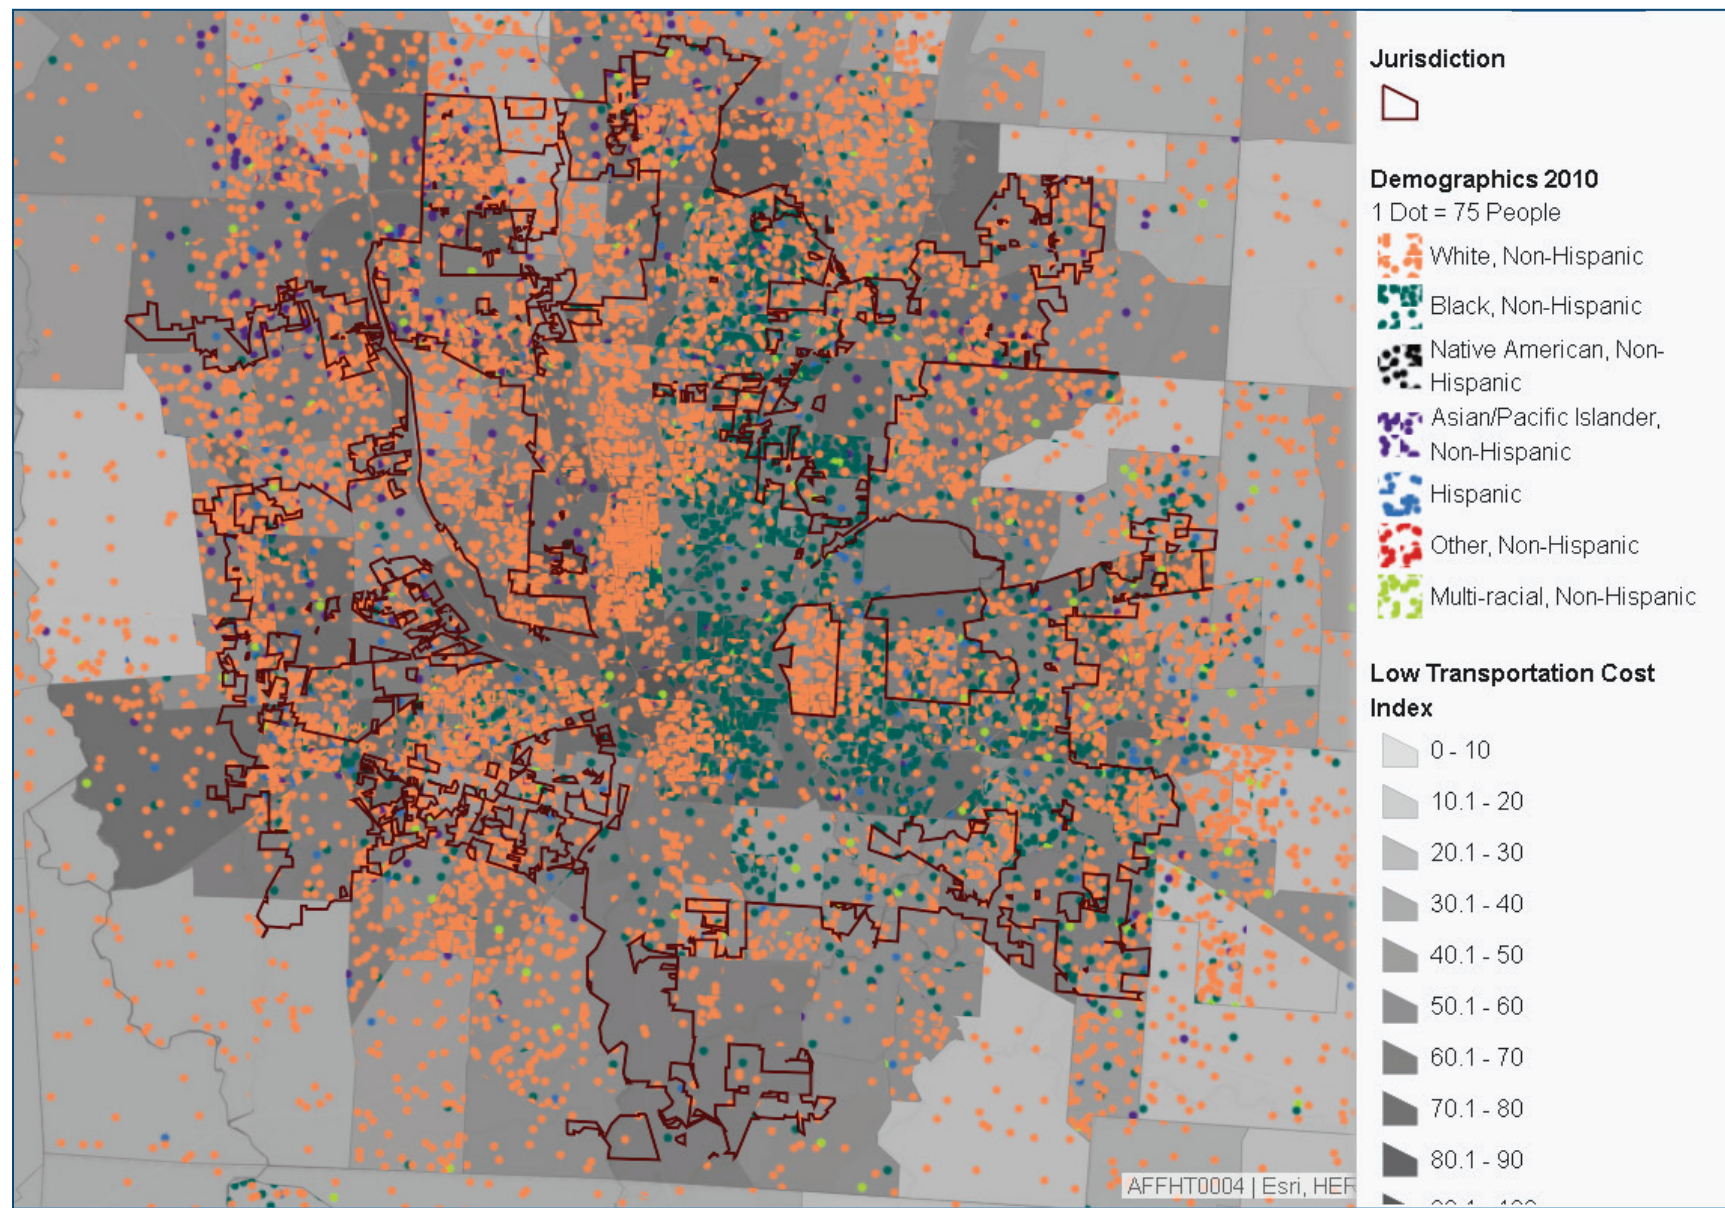 Jurisdiction
Demographics 2010
1 Dot = 75 People
White, Non-Hispanic
Black, Non-Hispanic
Native American, Non-
Hispanic
Asian/Pacific Islander,
Non-Hispanic
Hispanic
Other, Non-Hispanic
Multi-racial, Non-Hispanic
Low Transportation Cost
Index
0 - 10
10.1 - 20
20.1 - 30
30.1 - 40
40.1 - 50
50.1 - 60
60.1 - 70
70.1 - 80
80.1 - 90
AFFHT0004 | Esri, HER